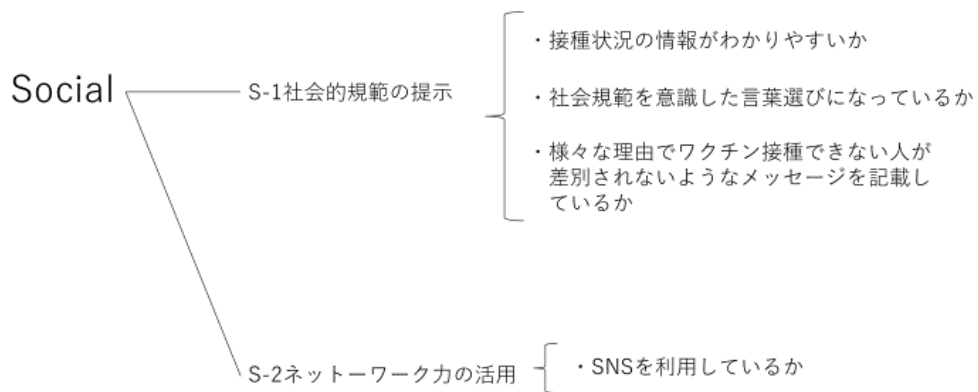 Social
S-1社会的規範の提示
・接種状況の情報がわかりやすいか
・社会規範を意識した言葉選びになっているか
・様々な理由でワクチン接種できない人が
差別されないようなメッセージを記載し
ているか
S-2ネットーワーク力の活用
・SNSを利用しているか